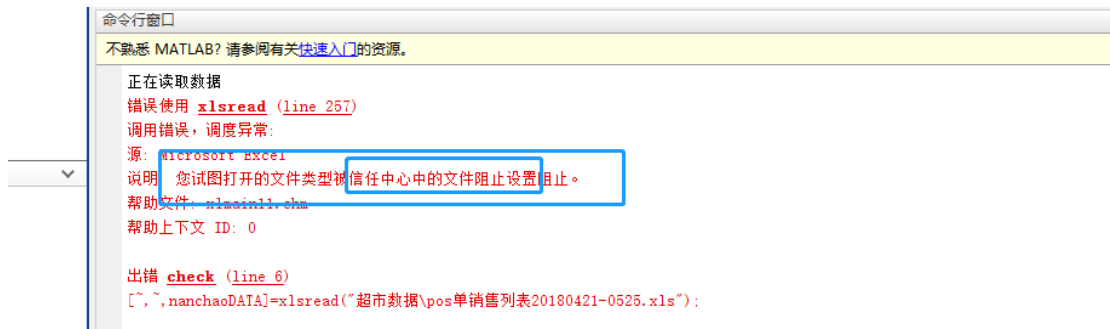 命令行窗口
不熟悉 MATLAB? 请参阅有关快速入门的资源。
正在读取数据
错误使用 xlsread (line 257)
调用错误，调度异常:
源: Microsoft Excel
说明: 您试图打开的文件类型被信任中心中的文件阻止设置阻止。
帮助文件: xlmain11.chm
帮助上下文 ID: 0
出错 check (line 6)
[~,~,nanchaoDATA]=xlsread("超市数据\pos单销售列表20180421-0525.xls");